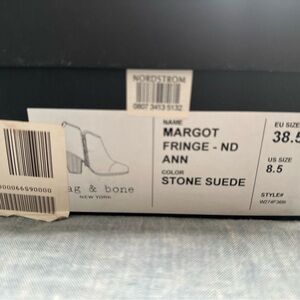 NORDSTROM
0807 3413 5132
NAME
MARGOT
FRINGE - ND
ANN
COLOR
STONE SUEDE
EU SIZE
38.5
US SIZE
8.5
STYLE#
ag & bone
NEW YORK